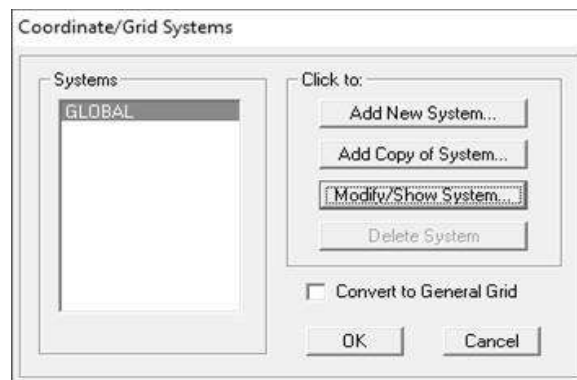 Coordinate/Grid Systems
Systems
GLOBAL
Click to:
Add New System...
Add Copy of System...
Modify/Show System...
Delete System
Convert to General Grid
OK
Cancel